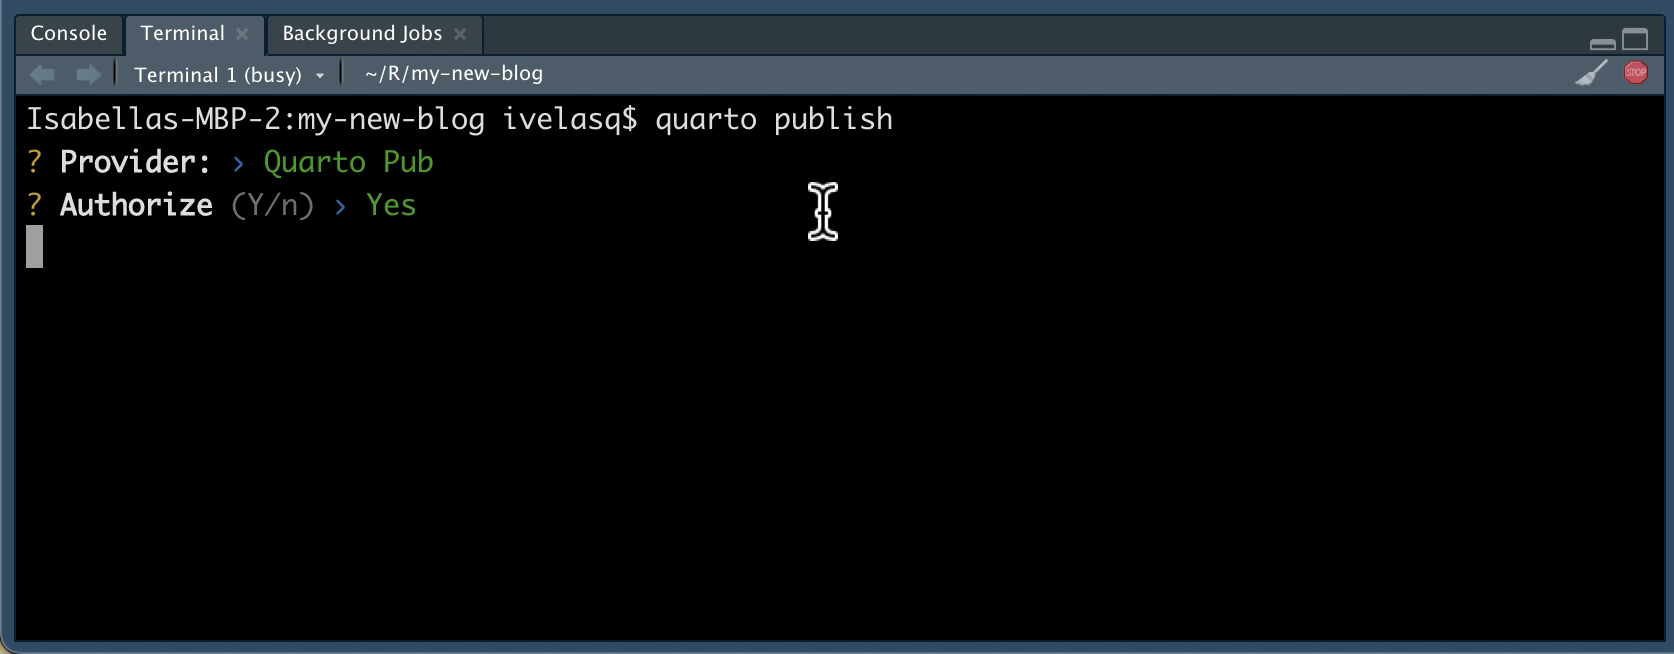 Console Terminal × Background Jobs ×
Terminal 1 (busy) ~/R/my-new-blog STOP
Isabellas-MBP-2:my-new-blog ivelasq$ quarto publish
? Provider: › Quarto Pub
? Authorize (Y/n) › Yes